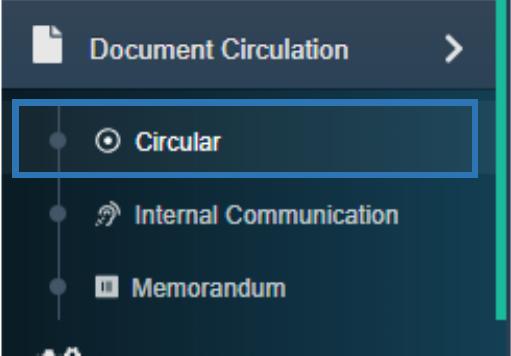 Document Circulation
Circular
Internal Communication
Memorandum